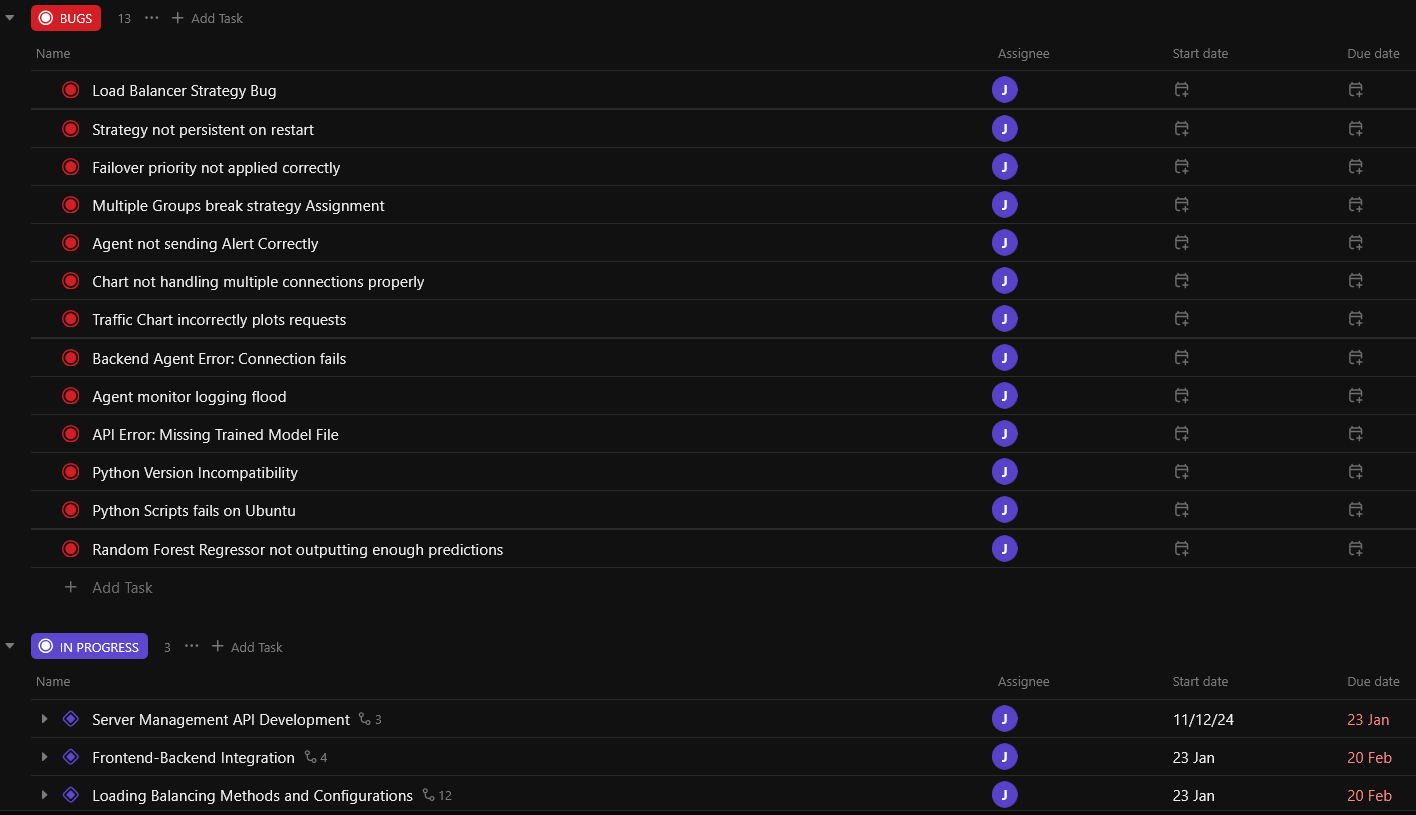 BUGS 13 ... + Add Task
Name Assignee Start date Due date
Load Balancer Strategy Bug J
Strategy not persistent on restart J
Failover priority not applied correctly J
Multiple Groups break strategy Assignment J
Agent not sending Alert Correctly J
Chart not handling multiple connections properly J
Traffic Chart incorrectly plots requests J
Backend Agent Error: Connection fails J
Agent monitor logging flood J
API Error: Missing Trained Model File J
Python Version Incompatibility J
Python Scripts fails on Ubuntu J
Random Forest Regressor not outputting enough predictions J
+ Add Task
IN PROGRESS 3 ... + Add Task
Name Assignee Start date Due date
Server Management API Development 3 J 11/12/24 23 Jan
Frontend-Backend Integration 4 J 23 Jan 20 Feb
Loading Balancing Methods and Configurations 12 J 23 Jan 20 Feb